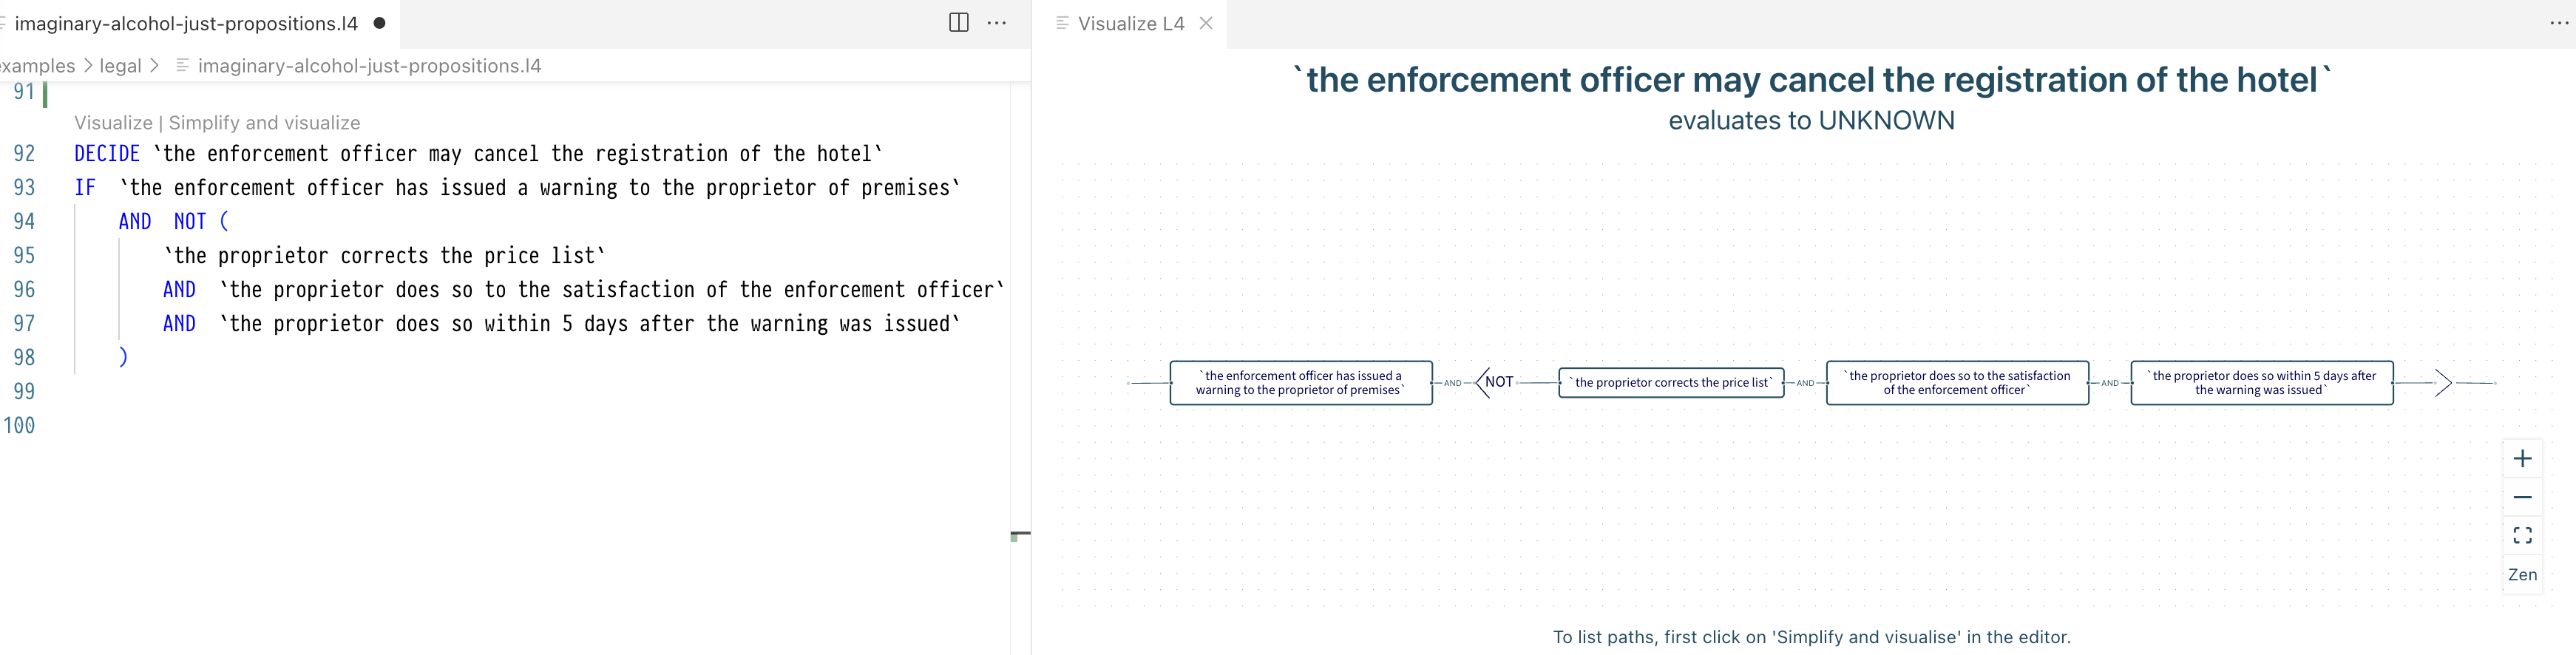 imaginary-alcohol-just-propositions.l4
Visualize L4
examples > legal > imaginary-alcohol-just-propositions.l4
91
Visualize | Simplify and visualize
92 DECIDE `the enforcement officer may cancel the registration of the hotel`
93 IF `the enforcement officer has issued a warning to the proprietor of premises`
94 AND NOT (
95 `the proprietor corrects the price list`
96 AND `the proprietor does so to the satisfaction of the enforcement officer`
97 AND `the proprietor does so within 5 days after the warning was issued`
98 )
99
100
`the enforcement officer may cancel the registration of the hotel`
evaluates to UNKNOWN
`the enforcement officer has issued a
warning to the proprietor of premises`
AND
NOT
`the proprietor corrects the price list`
AND
`the proprietor does so to the satisfaction
of the enforcement officer`
AND
`the proprietor does so within 5 days after
the warning was issued`
Zen
To list paths, first click on 'Simplify and visualise' in the editor.